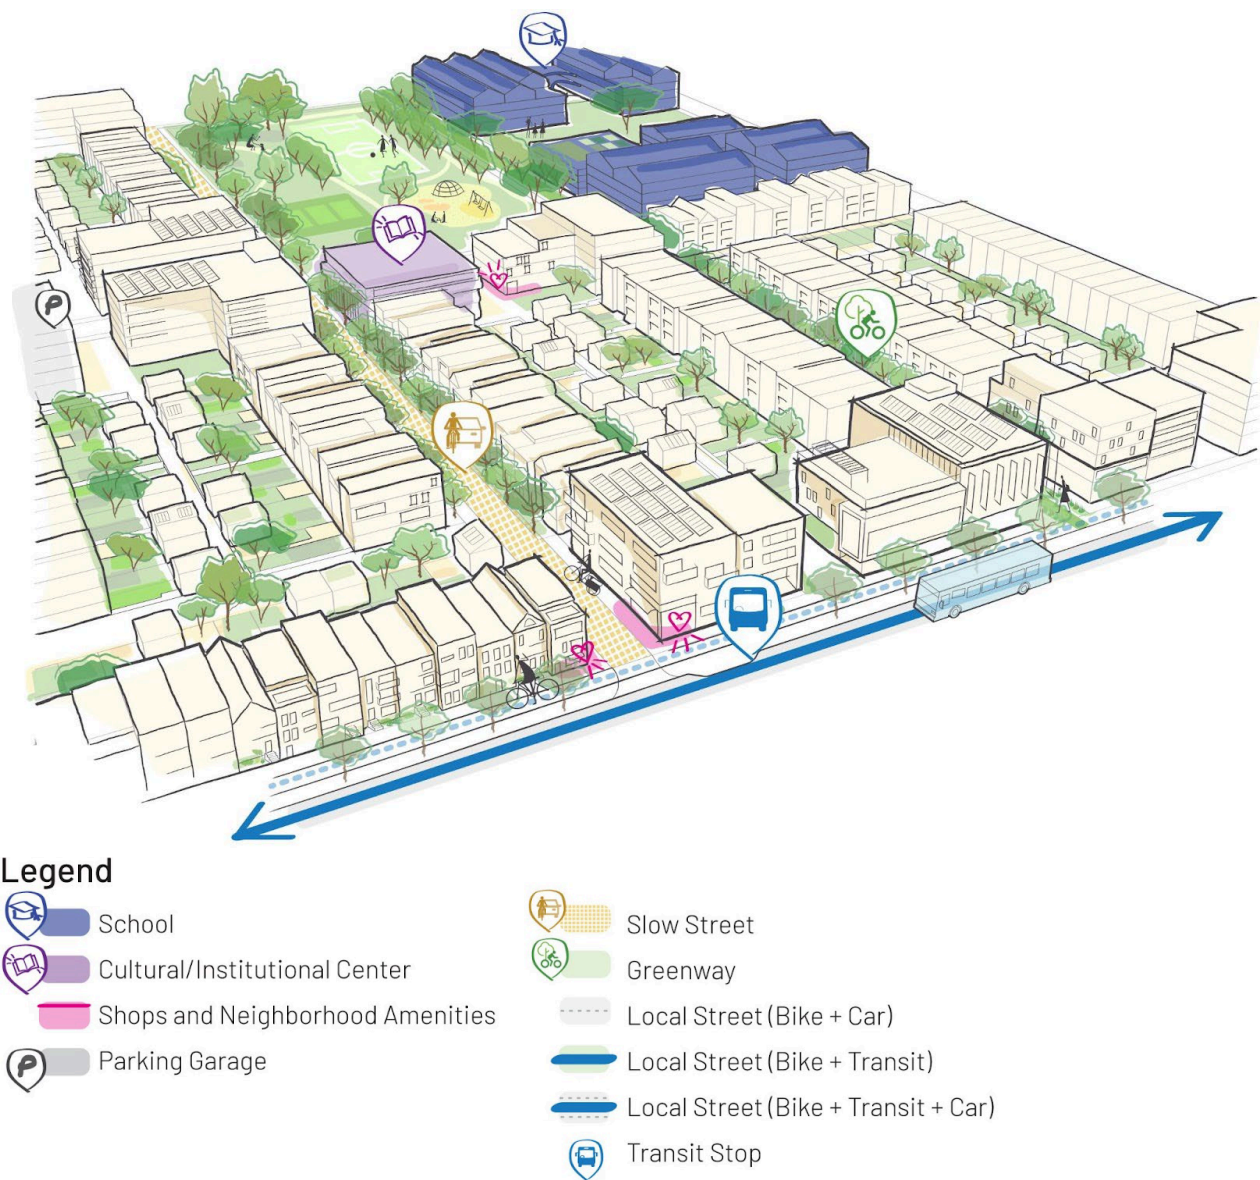 P
Legend
School
Cultural/Institutional Center
Shops and Neighborhood Amenities
P
Parking Garage
Slow Street
Greenway
Local Street (Bike + Car)
Local Street (Bike + Transit)
Local Street (Bike + Transit + Car)
Transit Stop